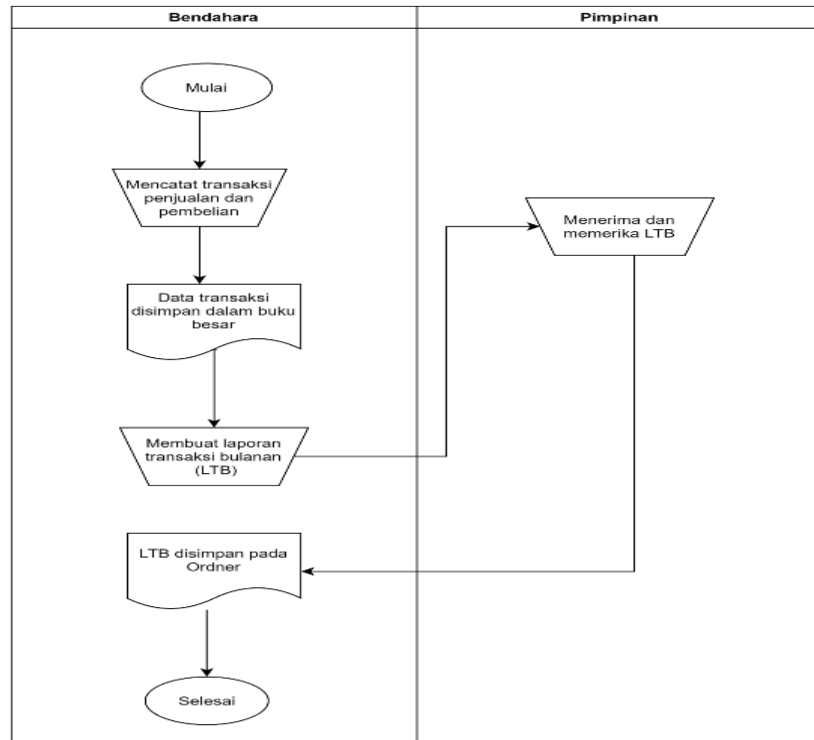 Bendahara
Pimpinan
Mulai
Mencatat transaksi
penjualan dan
pembelian
Menerima dan
memerika LTB
Data transaksi
disimpan dalam buku
besar
Membuat laporan
transaksi bulanan
(LTB)
LTB disimpan pada
Ordner
Selesai